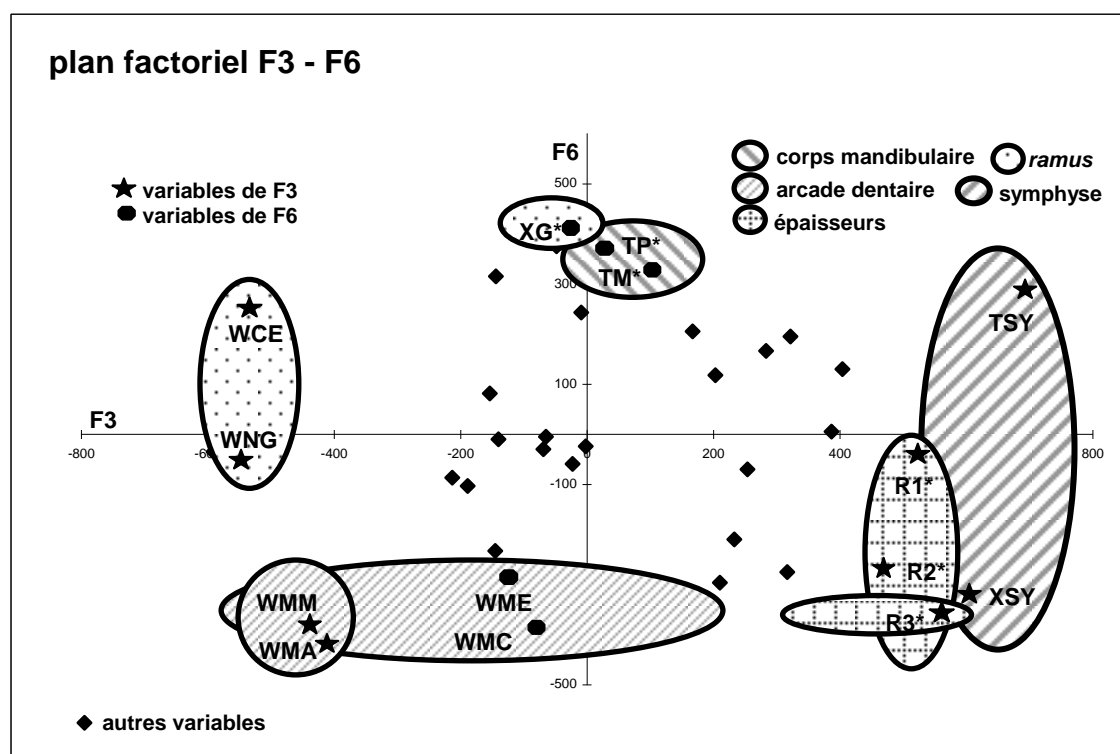 plan factoriel F3 - F6
F6
corps mandibulaire
ramus
variables de F3
500
arcade dentaire
symphyse
variables de F6
épaisseurs
XG*
TP*
TM*
300
TSY
WCE
100
F3
WNG
-800
-400
-200
0
200
400
800
R1*
-100
R2*
WMM
WME
XSY
R3*
WMA
WMC
-500
autres variables